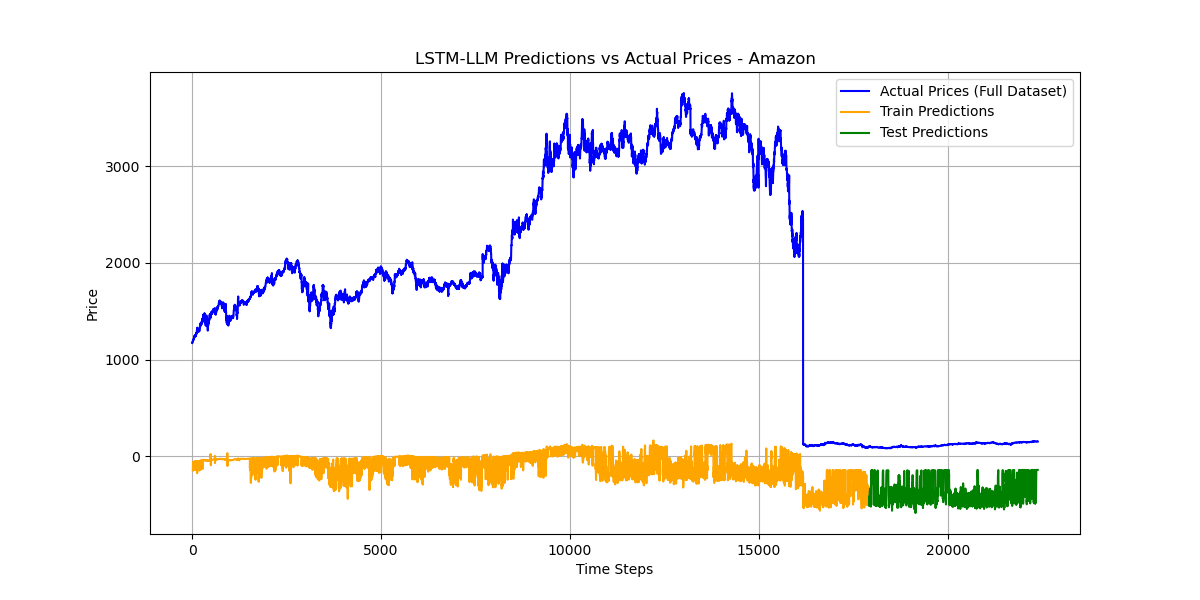 LSTM-LLM Predictions vs Actual Prices - Amazon
Actual Prices (Full Dataset)
Train Predictions
Test Predictions
Price
3000
2000
1000
0
0
5000
10000
15000
20000
Time Steps